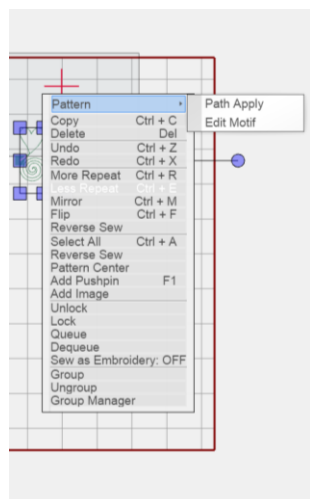 Pattern
Path Apply
Edit Motif
Copy Ctrl + C
Delete Del
Undo Ctrl + Z
Redo Ctrl + X
More Repeat Ctrl + R
Less Repeat Ctrl + E
Mirror Ctrl + M
Flip Ctrl + F
Reverse Sew
Select All Ctrl + A
Reverse Sew
Pattern Center
Add Pushpin F1
Add Image
Unlock
Lock
Queue
Dequeue
Sew as Embroidery: OFF
Group
Ungroup
Group Manager